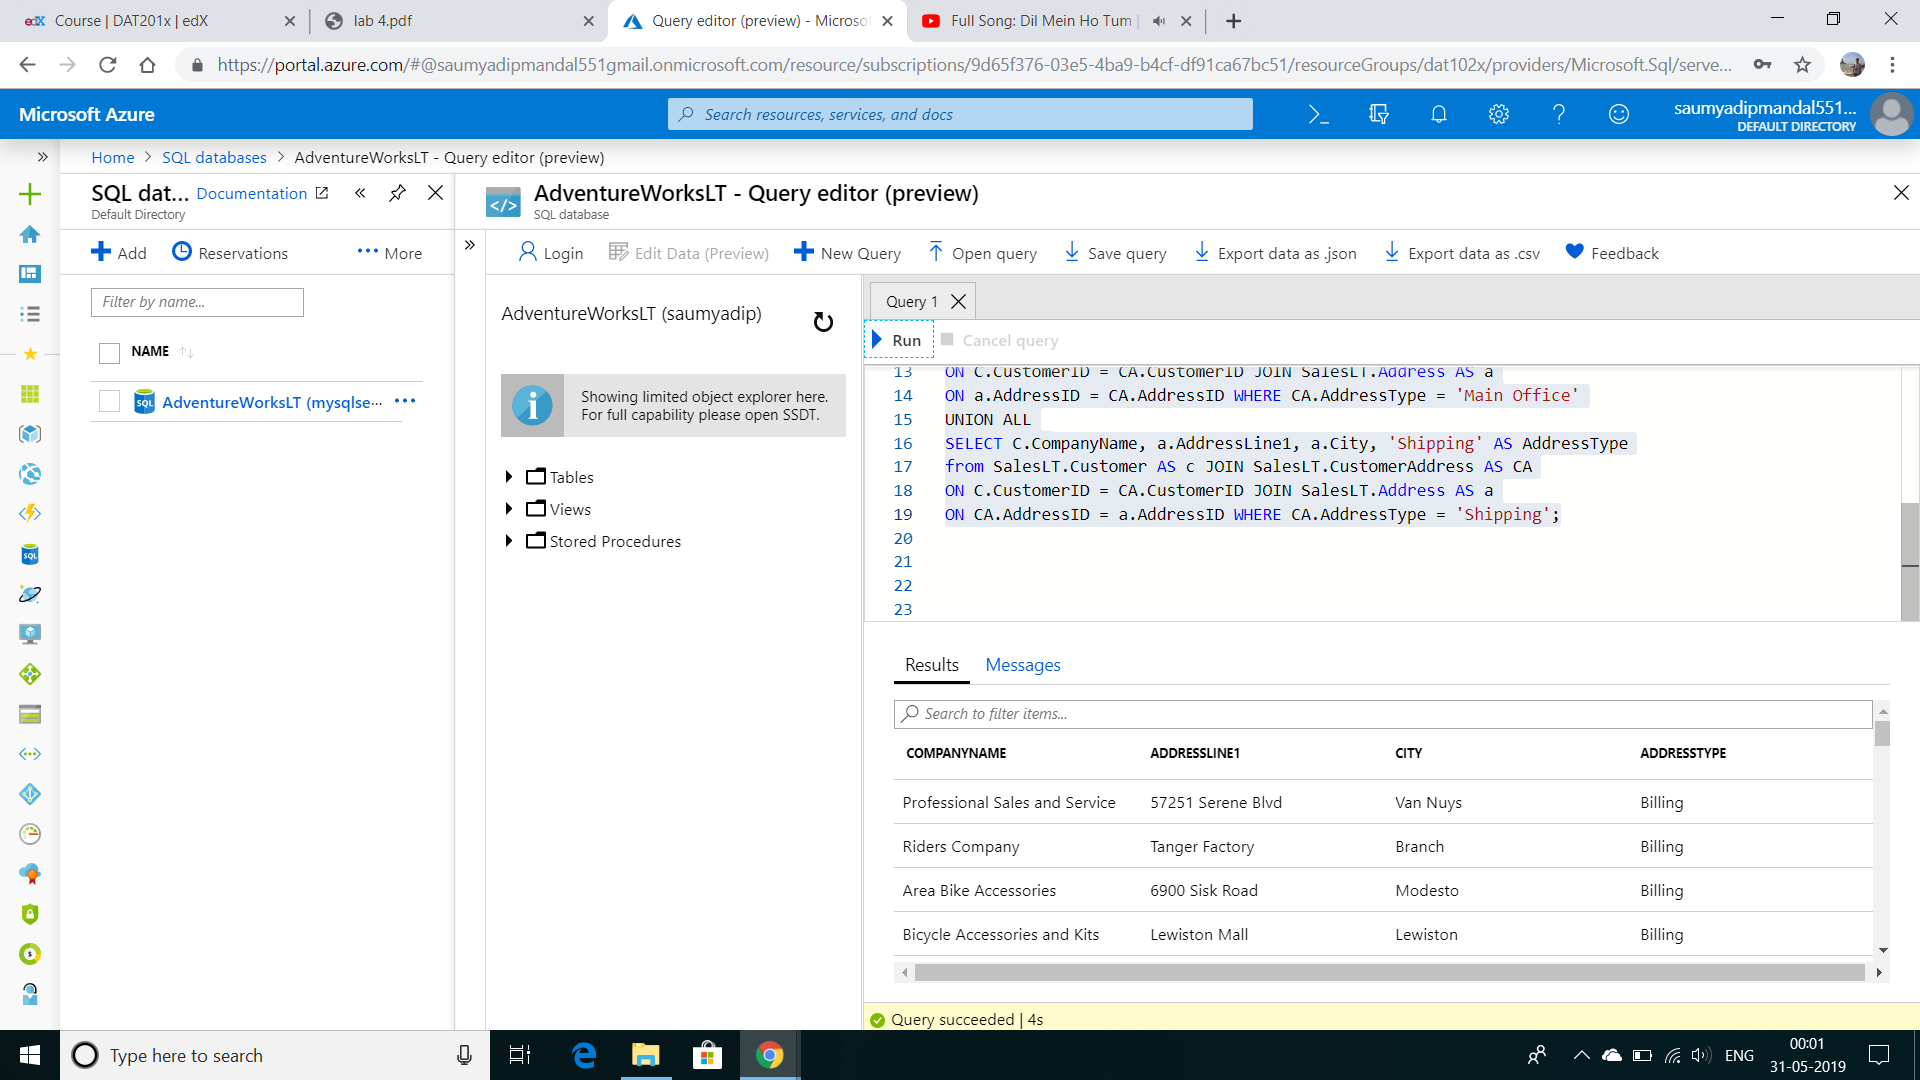 edX Course | DAT201x | edX
lab 4.pdf
Query editor (preview) - Microso
Full Song: Dil Mein Ho Tum |
https://portal.azure.com/#@saumyadipmandal551gmail.onmicrosoft.com/resource/subscriptions/9d65f376-03e5-4ba9-b4cf-df91ca67bc51/resourceGroups/dat102x/providers/Microsoft.Sql/serve...
Microsoft Azure
Search resources, services, and docs
saumyadipmandal551...
DEFAULT DIRECTORY
Home > SQL databases > AdventureWorksLT - Query editor (preview)
SQL dat... Documentation
Default Directory
AdventureWorksLT - Query editor (preview)
SQL database
Add Reservations More
Login Edit Data (Preview) New Query Open query Save query Export data as .json Export data as .csv Feedback
Filter by name...
NAME
SQL AdventureWorksLT (mysqlse...
AdventureWorksLT (saumyadip)
Showing limited object explorer here.
For full capability please open SSDT.
Tables
Views
Stored Procedures
Query 1
Run Cancel query
13 ON C.CustomerID = CA.CustomerID JOIN SalesLT.Address AS a
14 ON a.AddressID = CA.AddressID WHERE CA.AddressType = 'Main Office'
15 UNION ALL
16 SELECT C.CompanyName, a.AddressLine1, a.City, 'Shipping' AS AddressType
17 from SalesLT.Customer AS c JOIN SalesLT.CustomerAddress AS CA
18 ON C.CustomerID = CA.CustomerID JOIN SalesLT.Address AS a
19 ON CA.AddressID = a.AddressID WHERE CA.AddressType = 'Shipping';
20
21
22
23
Results Messages
Search to filter items...
COMPANYNAME ADDRESSLINE1 CITY ADDRESSTYPE
Professional Sales and Service 57251 Serene Blvd Van Nuys Billing
Riders Company Tanger Factory Branch Billing
Area Bike Accessories 6900 Sisk Road Modesto Billing
Bicycle Accessories and Kits Lewiston Mall Lewiston Billing
Query succeeded | 4s
Type here to search
ENG
00:01
31-05-2019